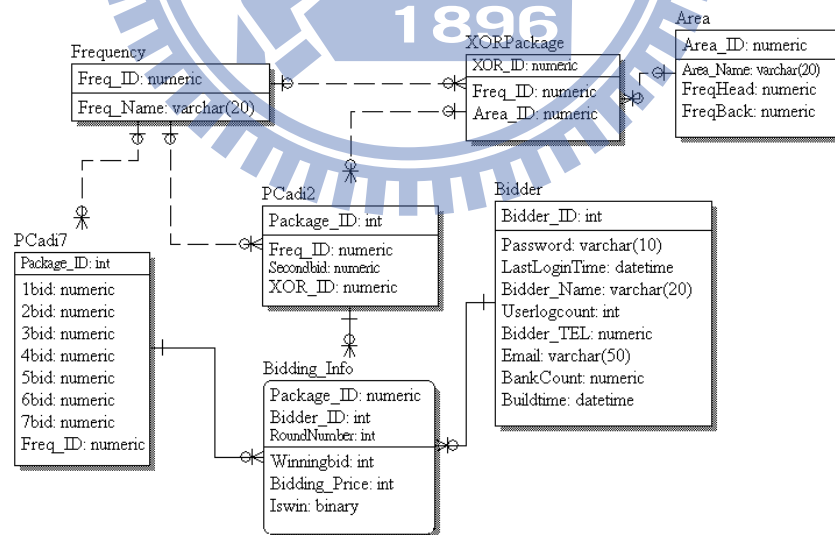 1896
Frequency
Freq_ID: numeric
Freq_Name: varchar(20)
XORPackage
XOR_ID: numeric
Freq_ID: numeric
Area_ID: numeric
Area
Area_ID: numeric
Area_Name: varchar(20)
FreqHead: numeric
FreqBack: numeric
PCadi7
Package_ID: int
1bid: numeric
2bid: numeric
3bid: numeric
4bid: numeric
5bid: numeric
6bid: numeric
7bid: numeric
Freq_ID: numeric
PCadi2
Package_ID: int
Freq_ID: numeric
Secondbid: numeric
XOR_ID: numeric
Bidder
Bidder_ID: int
Password: varchar(10)
LastLoginTime: datetime
Bidder_Name: varchar(20)
Userlogcount: int
Bidder_TEL: numeric
Email: varchar(50)
BankCount: numeric
Buildtime: datetime
Bidding_Info
Package_ID: numeric
Bidder_ID: int
RoundNumber: int
Winningbid: int
Bidding_Price: int
Iswin: binary